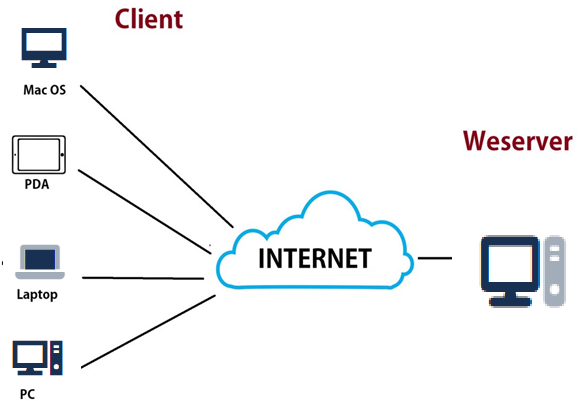 Client
Mac OS
Weserver
PDA
INTERNET
Laptop
PC